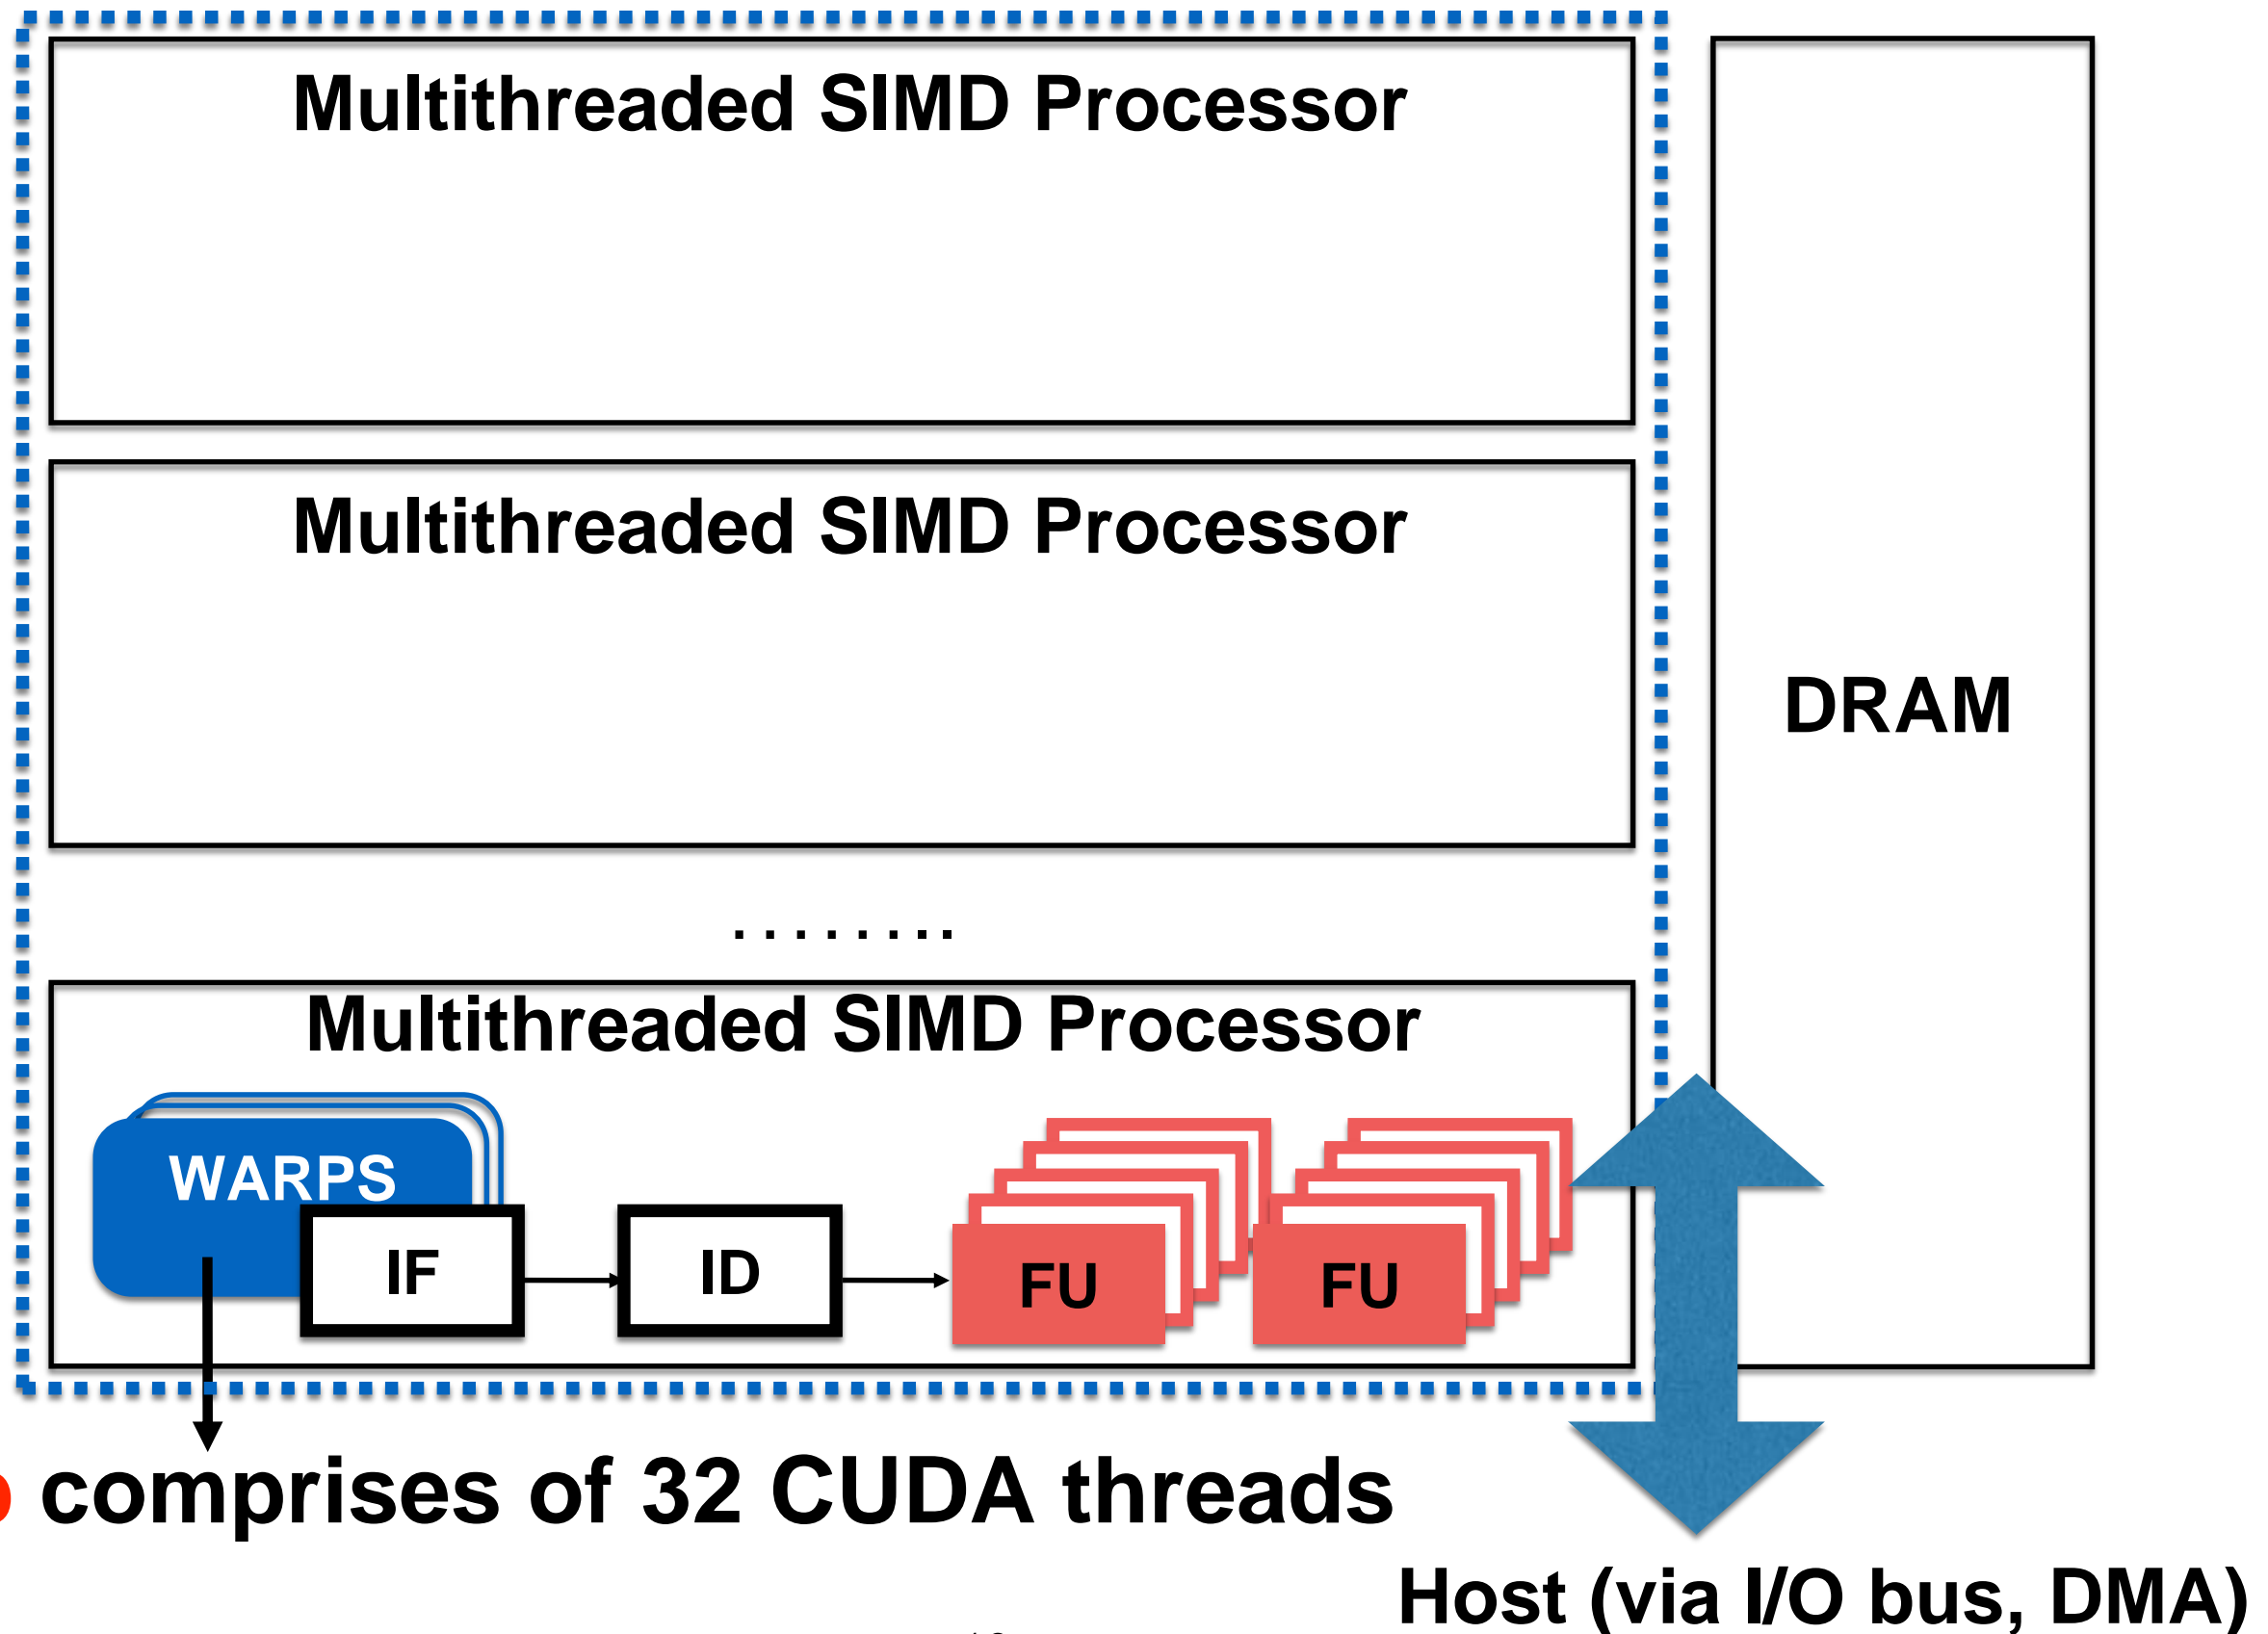 Multithreaded SIMD Processor
Multithreaded SIMD Processor
DRAM
........
Multithreaded SIMD Processor
WARPS
IF
ID
FU
FU
comprises of 32 CUDA threads
Host (via I/O bus, DMA)